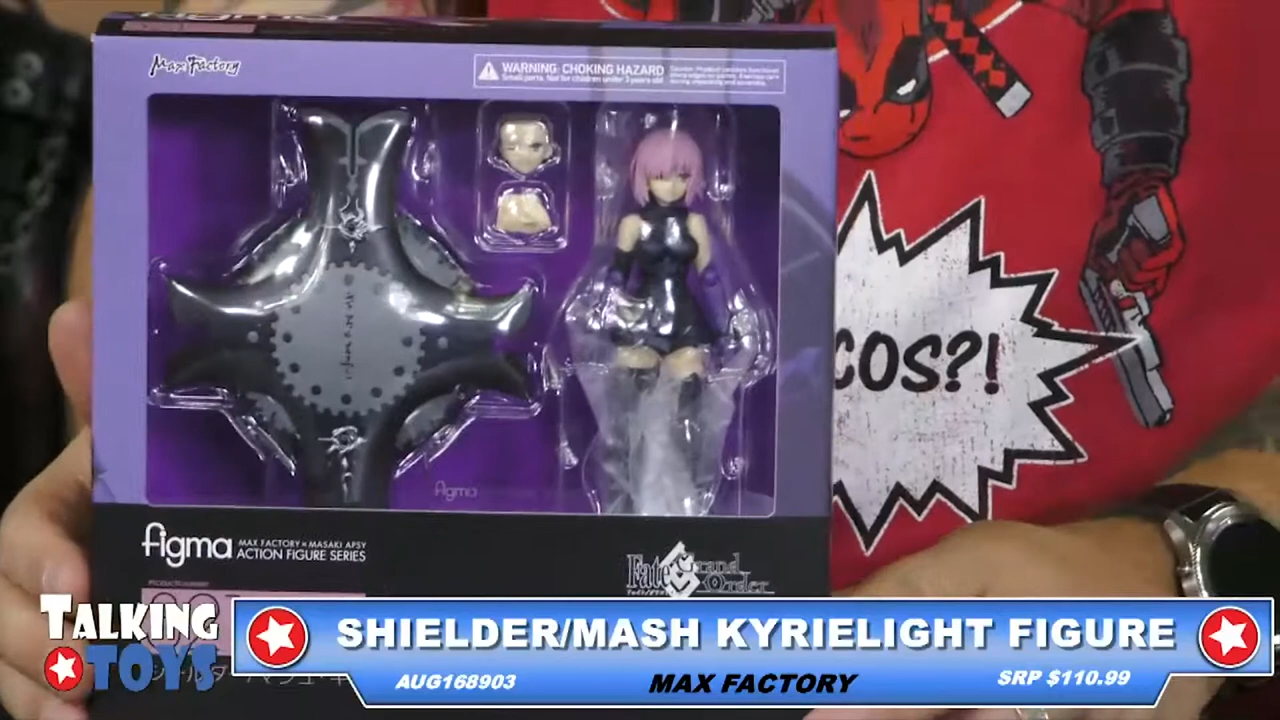 Max Factory
WARNING: CHOKING HAZARD
Small parts. Not for children under 3 years old.
figma
figma
MAX FACTORY × MASAKI APSY
ACTION FIGURE SERIES
Fate Grand Order
COS?!
TALKING TOYS
SHIELDER/MASH KYRIELIGHT FIGURE
AUG168903
MAX FACTORY
SRP $110.99